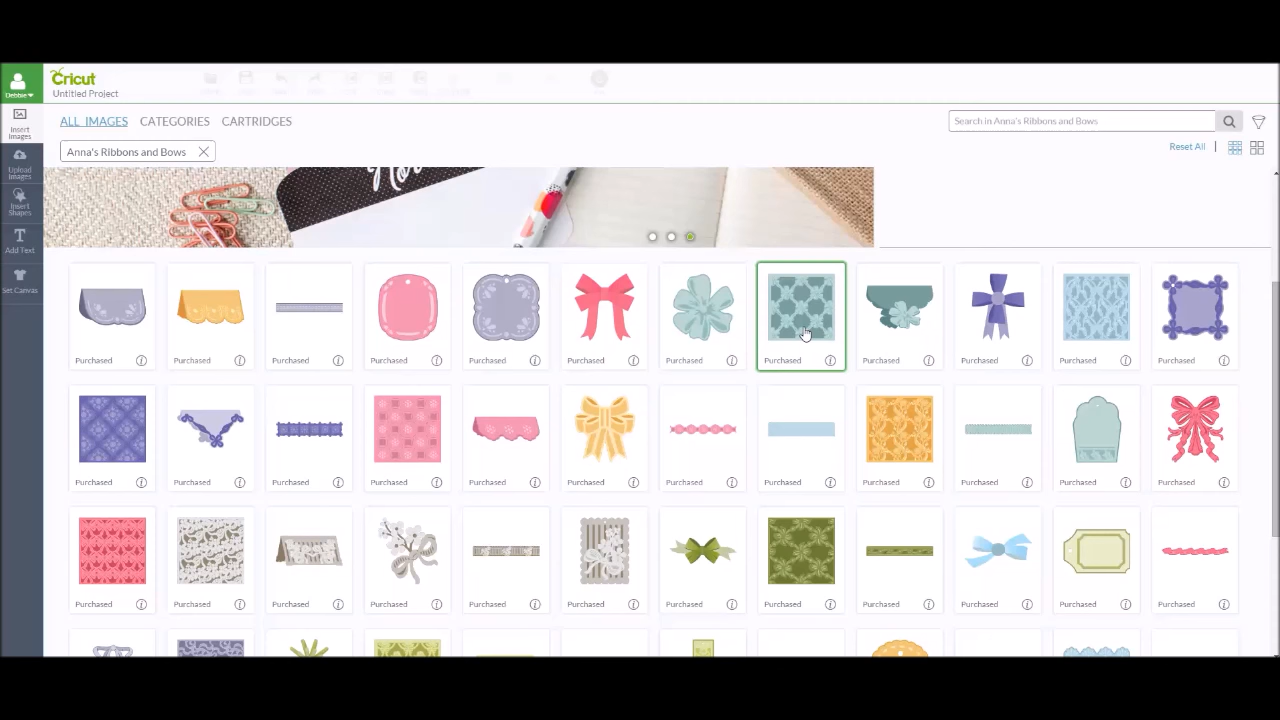 Debbie
Cricut
Untitled Project
Insert
Images
Upload
Images
Insert
Shapes
Add Text
Set Canvas
ALL IMAGES CATEGORIES CARTRIDGES
Search in Anna's Ribbons and Bows
Anna's Ribbons and Bows
Reset All
Purchased Purchased Purchased Purchased Purchased Purchased Purchased Purchased Purchased Purchased Purchased Purchased
Purchased Purchased Purchased Purchased Purchased Purchased Purchased Purchased Purchased Purchased Purchased Purchased
Purchased Purchased Purchased Purchased Purchased Purchased Purchased Purchased Purchased Purchased Purchased Purchased